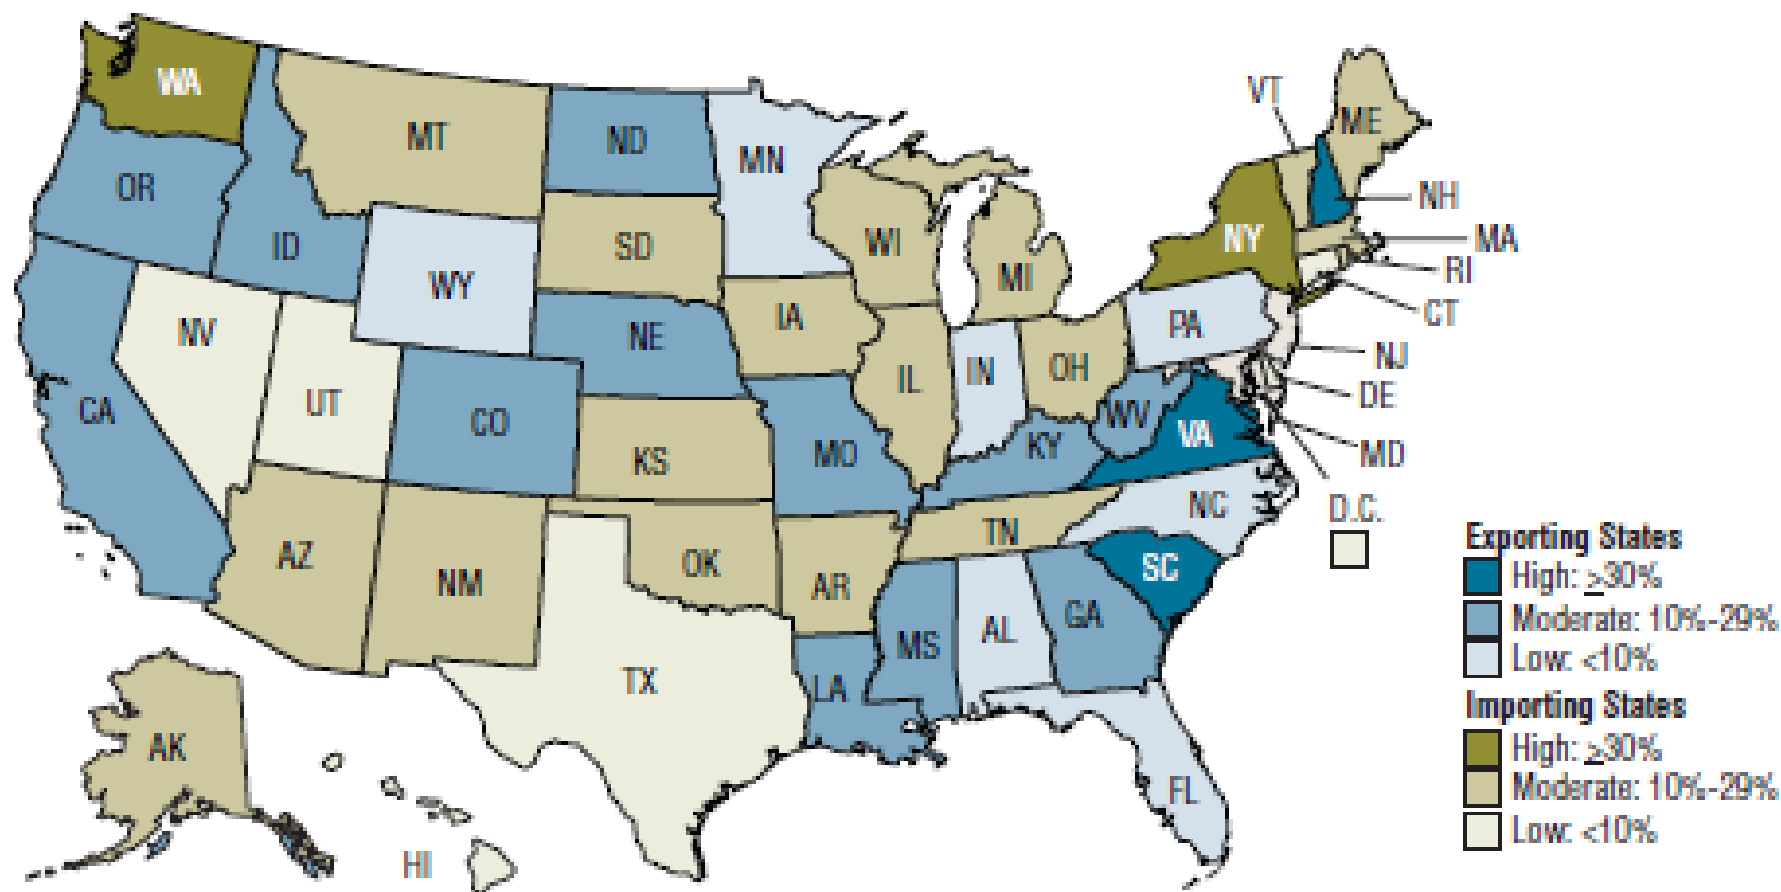 WA
MT
ND
MN
VT
ME
OR
ID
WY
SD
WI
MI
NY
NH
MA
RI
CT
NV
UT
CO
NE
IA
IL
IN
OH
PA
NJ
DE
MD
D.C.
CA
KS
MO
KY
WV
VA
NC
AZ
NM
OK
AR
TN
SC
TX
LA
MS
AL
GA
FL
AK
HI
Exporting States
High: ≥30%
Moderate: 10%-29%
Low: <10%
Importing States
High: ≥30%
Moderate: 10%-29%
Low: <10%